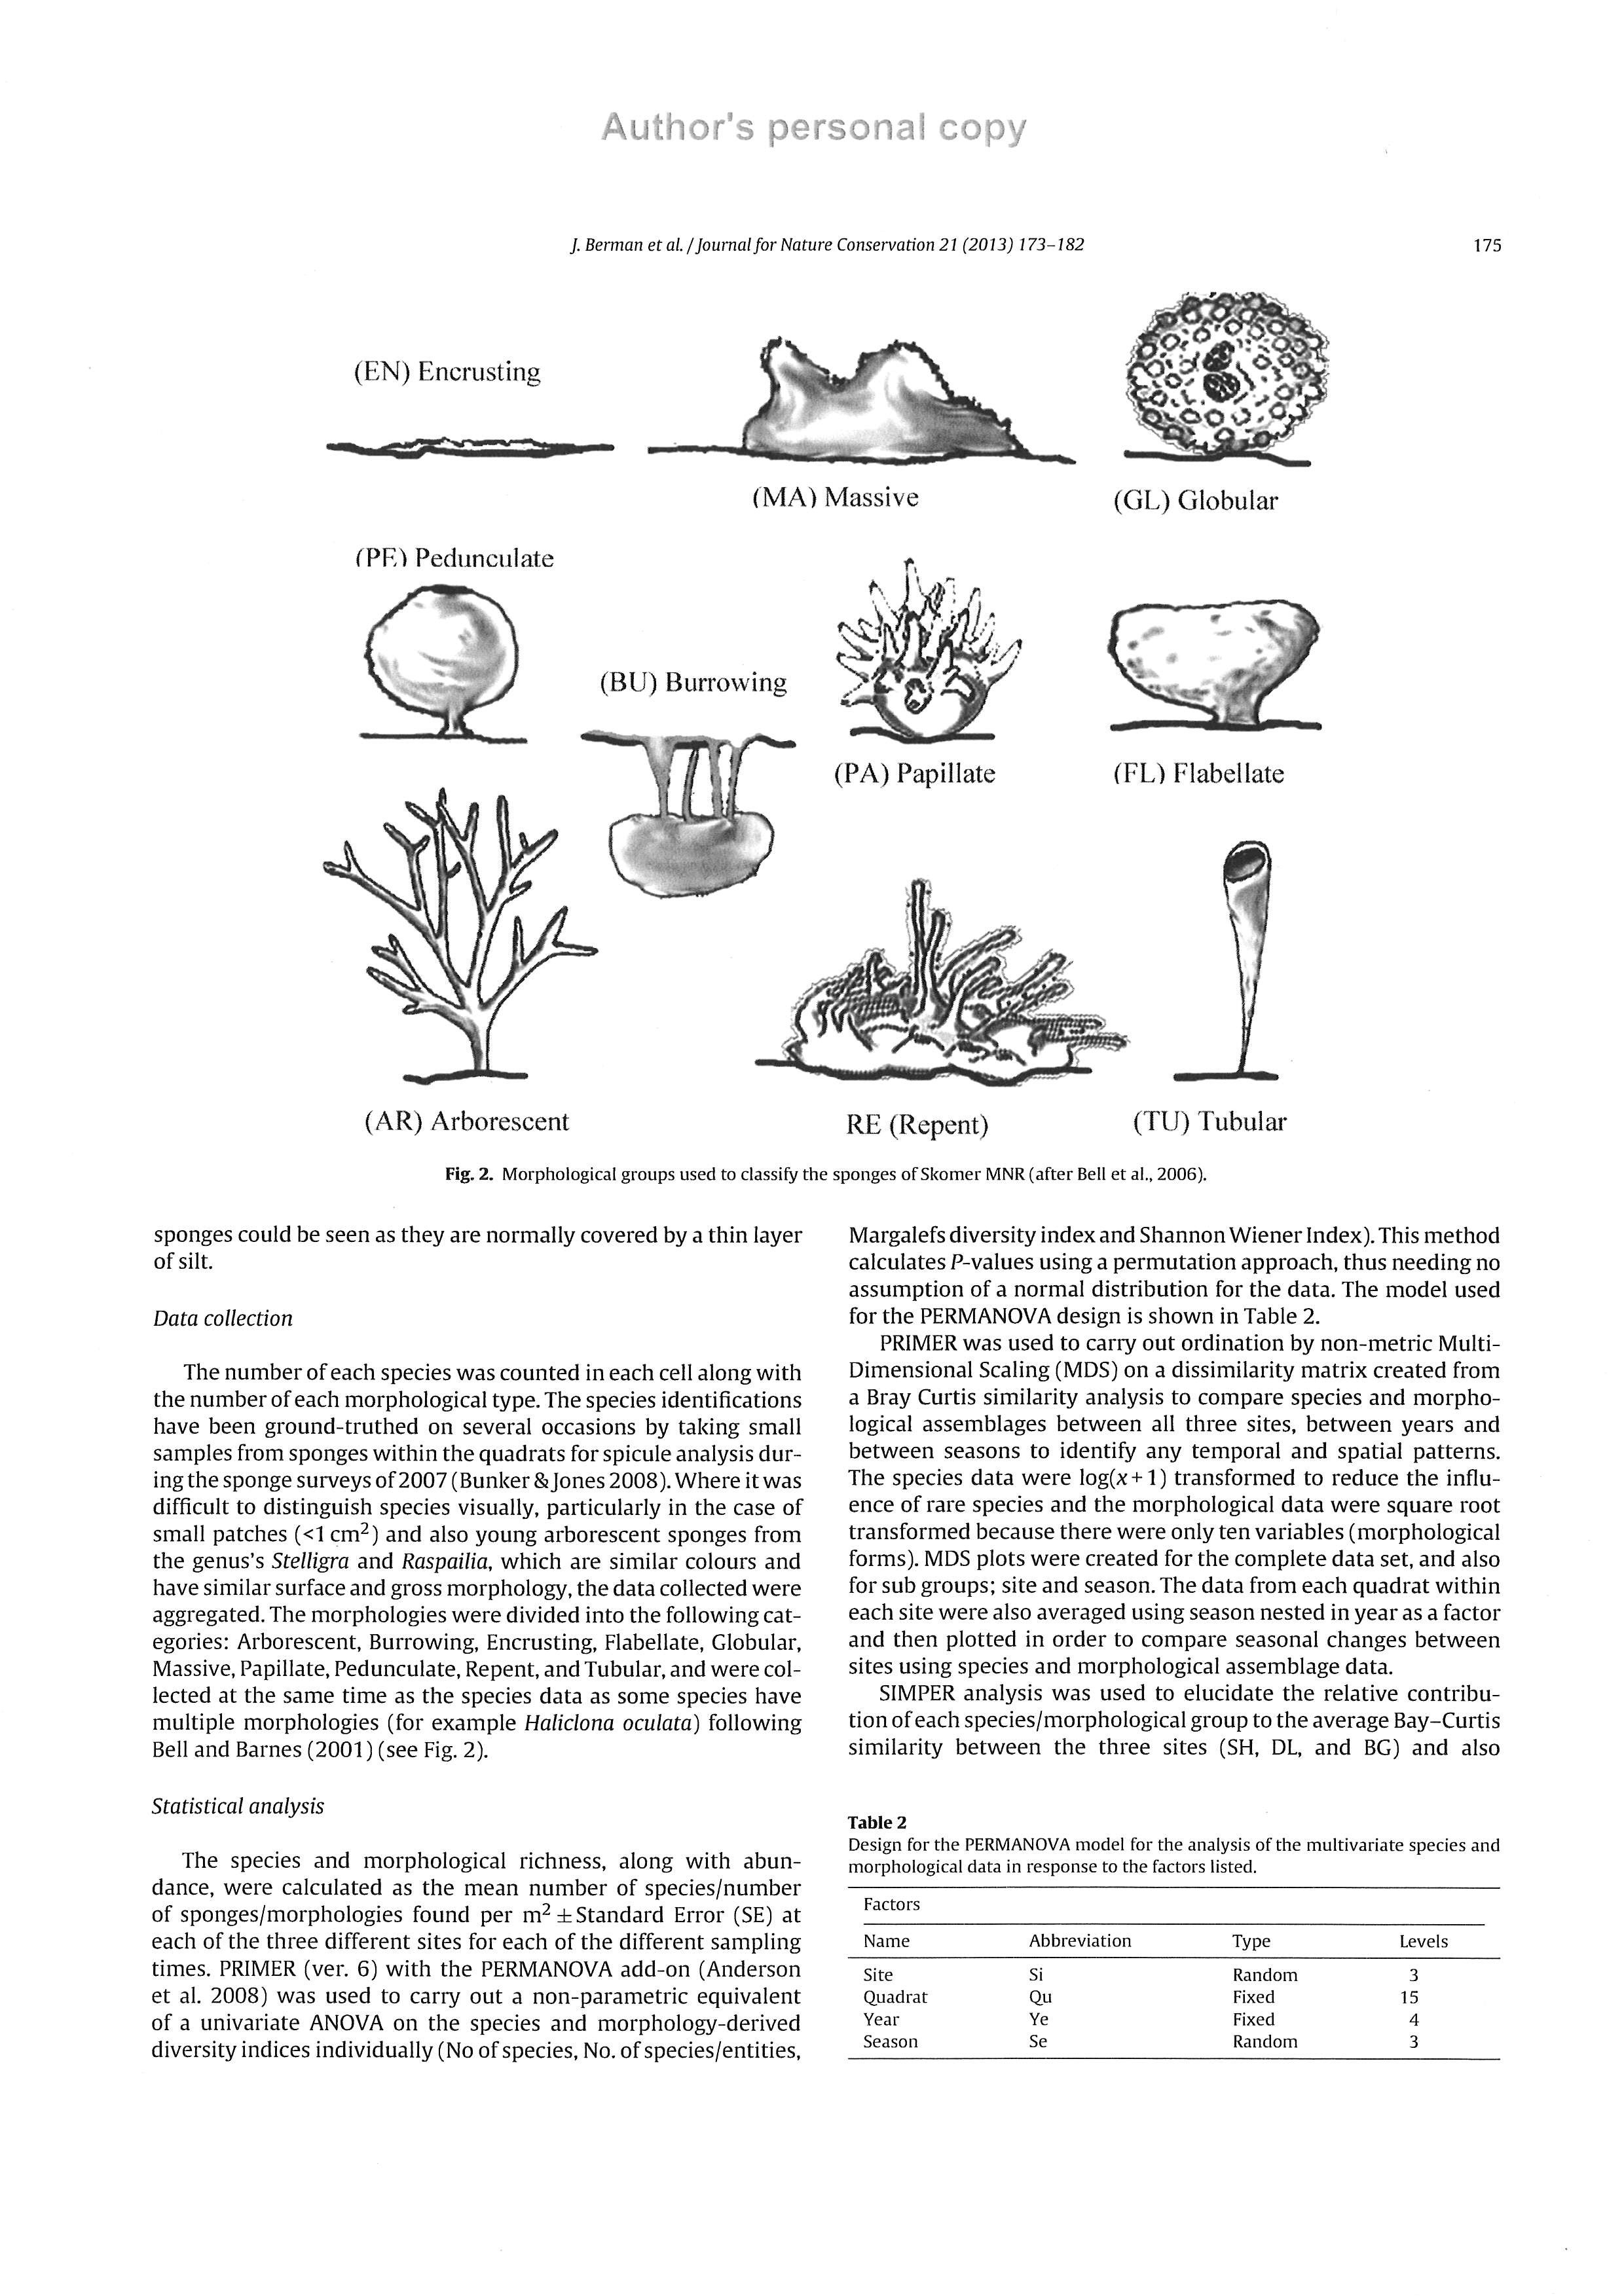 Author's personal copy
J. Berman et al. / Journal for Nature Conservation 21 (2013) 173–182
175
(EN) Encrusting
(MA) Massive
(GL) Globular
(PE) Pedunculate
(BU) Burrowing
(PA) Papillate
(FL) Flabellate
(AR) Arborescent
RE (Repent)
(TU) Tubular
Fig. 2. Morphological groups used to classify the sponges of Skomer MNR (after Bell et al., 2006).
sponges could be seen as they are normally covered by a thin layer
of silt.
Data collection
The number of each species was counted in each cell along with
the number of each morphological type. The species identifications
have been ground-truthed on several occasions by taking small
samples from sponges within the quadrats for spicule analysis dur-
ing the sponge surveys of 2007 (Bunker & Jones 2008). Where it was
difficult to distinguish species visually, particularly in the case of
small patches (<1 cm²) and also young arborescent sponges from
the genus's Stelligra and Raspailia, which are similar colours and
have similar surface and gross morphology, the data collected were
aggregated. The morphologies were divided into the following cat-
egories: Arborescent, Burrowing, Encrusting, Flabellate, Globular,
Massive, Papillate, Pedunculate, Repent, and Tubular, and were col-
lected at the same time as the species data as some species have
multiple morphologies (for example Haliclona oculata) following
Bell and Barnes (2001) (see Fig. 2).
Statistical analysis
The species and morphological richness, along with abun-
dance, were calculated as the mean number of species/number
of sponges/morphologies found per m² ± Standard Error (SE) at
each of the three different sites for each of the different sampling
times. PRIMER (ver. 6) with the PERMANOVA add-on (Anderson
et al. 2008) was used to carry out a non-parametric equivalent
of a univariate ANOVA on the species and morphology-derived
diversity indices individually (No of species, No. of species/entities,
Margalefs diversity index and Shannon Wiener Index). This method
calculates P-values using a permutation approach, thus needing no
assumption of a normal distribution for the data. The model used
for the PERMANOVA design is shown in Table 2.
PRIMER was used to carry out ordination by non-metric Multi-
Dimensional Scaling (MDS) on a dissimilarity matrix created from
a Bray Curtis similarity analysis to compare species and morpho-
logical assemblages between all three sites, between years and
between seasons to identify any temporal and spatial patterns.
The species data were log(x + 1) transformed to reduce the influ-
ence of rare species and the morphological data were square root
transformed because there were only ten variables (morphological
forms). MDS plots were created for the complete data set, and also
for sub groups; site and season. The data from each quadrat within
each site were also averaged using season nested in year as a factor
and then plotted in order to compare seasonal changes between
sites using species and morphological assemblage data.
SIMPER analysis was used to elucidate the relative contribu-
tion of each species/morphological group to the average Bay–Curtis
similarity between the three sites (SH, DL, and BG) and also
Table 2
Design for the PERMANOVA model for the analysis of the multivariate species and
morphological data in response to the factors listed.
Factors
Name Abbreviation Type Levels
Site Si Random 3
Quadrat Qu Fixed 15
Year Ye Fixed 4
Season Se Random 3